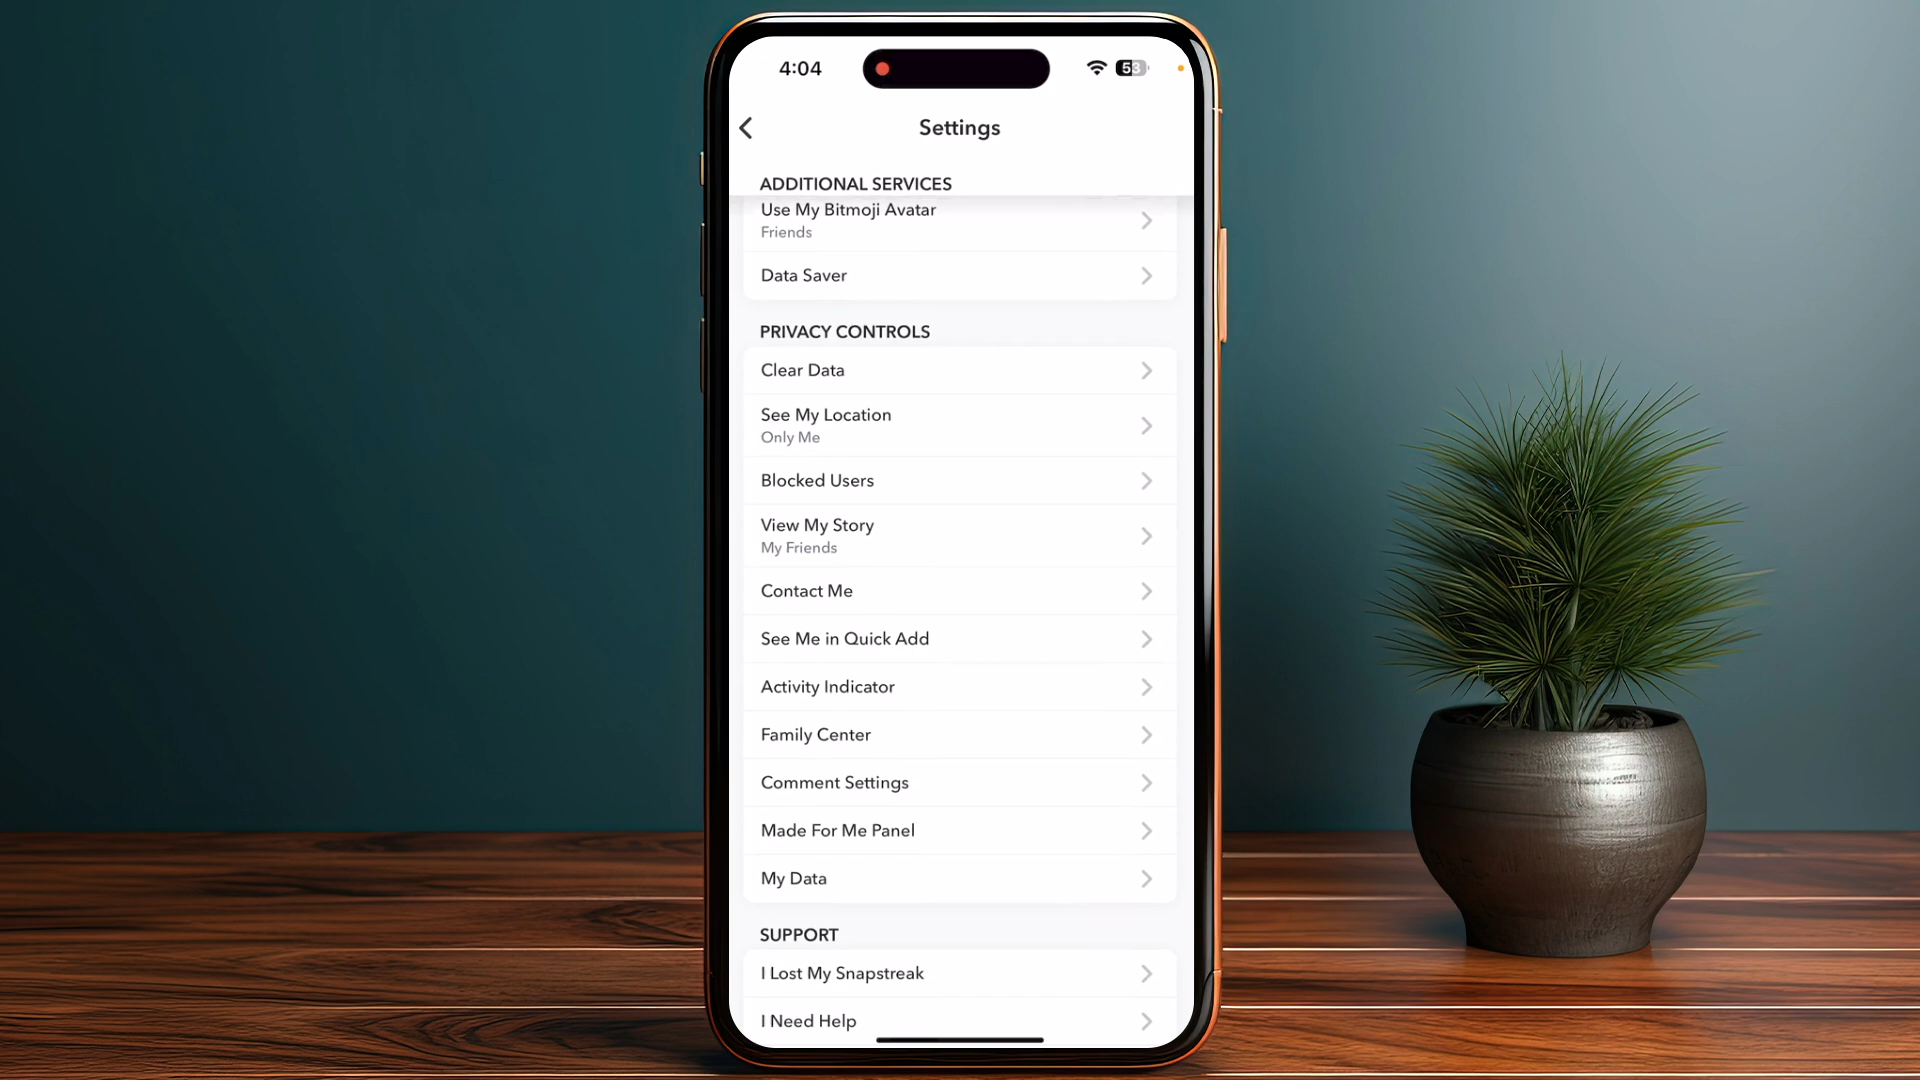 4:04
53
Settings
ADDITIONAL SERVICES
Use My Bitmoji Avatar
Friends
Data Saver
PRIVACY CONTROLS
Clear Data
See My Location
Only Me
Blocked Users
View My Story
My Friends
Contact Me
See Me in Quick Add
Activity Indicator
Family Center
Comment Settings
Made For Me Panel
My Data
SUPPORT
I Lost My Snapstreak
I Need Help